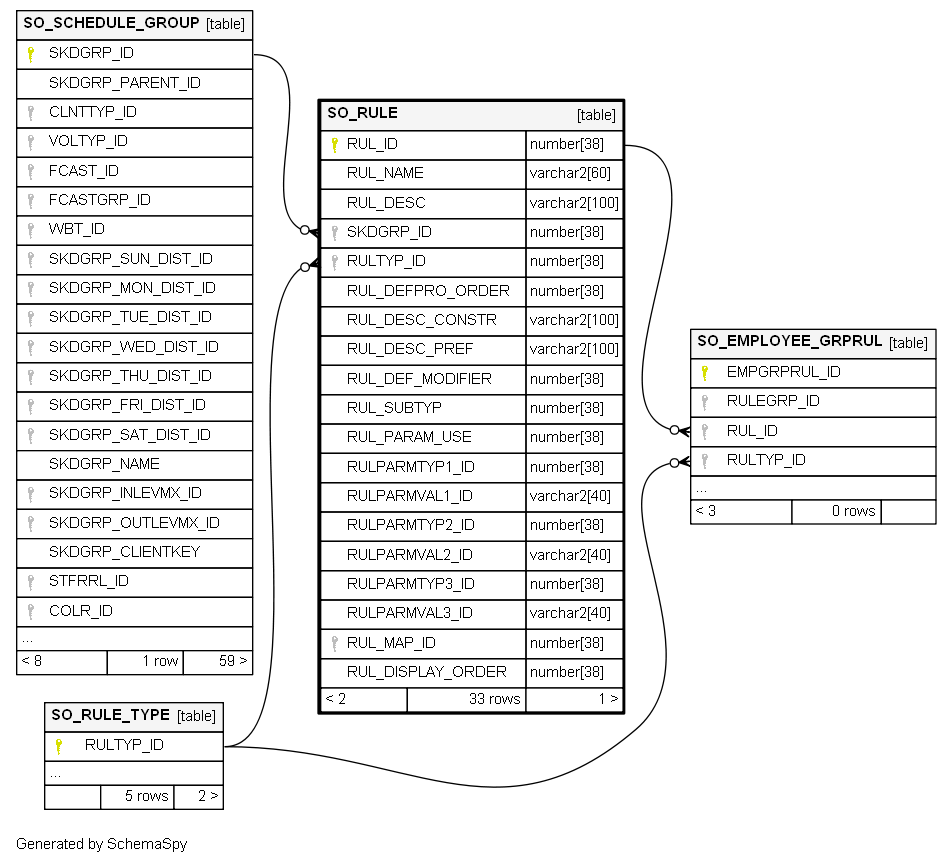 SO_SCHEDULE_GROUP [table]
SKDGRP_ID
SKDGRP_PARENT_ID
CLNTTYP_ID
VOLTYP_ID
FCAST_ID
FCASTGRP_ID
WBT_ID
SKDGRP_SUN_DIST_ID
SKDGRP_MON_DIST_ID
SKDGRP_TUE_DIST_ID
SKDGRP_WED_DIST_ID
SKDGRP_THU_DIST_ID
SKDGRP_FRI_DIST_ID
SKDGRP_SAT_DIST_ID
SKDGRP_NAME
SKDGRP_INLEVMX_ID
SKDGRP_OUTLEVMX_ID
SKDGRP_CLIENTKEY
STFRRL_ID
COLR_ID
...
< 8 1 row 59 >
SO_RULE [table]
RUL_ID number[38]
RUL_NAME varchar2[60]
RUL_DESC varchar2[100]
SKDGRP_ID number[38]
RULTYP_ID number[38]
RUL_DEFPRO_ORDER number[38]
RUL_DESC_CONSTR varchar2[100]
RUL_DESC_PREF varchar2[100]
RUL_DEF_MODIFIER number[38]
RUL_SUBTYP number[38]
RUL_PARAM_USE number[38]
RULPARMTYP1_ID number[38]
RULPARMVAL1_ID varchar2[40]
RULPARMTYP2_ID number[38]
RULPARMVAL2_ID varchar2[40]
RULPARMTYP3_ID number[38]
RULPARMVAL3_ID varchar2[40]
RUL_MAP_ID number[38]
RUL_DISPLAY_ORDER number[38]
< 2 33 rows 1 >
SO_EMPLOYEE_GRPRUL [table]
EMPGRPRUL_ID
RULEGRP_ID
RUL_ID
RULTYP_ID
...
< 3 0 rows
SO_RULE_TYPE [table]
RULTYP_ID
...
5 rows 2 >
Generated by SchemaSpy